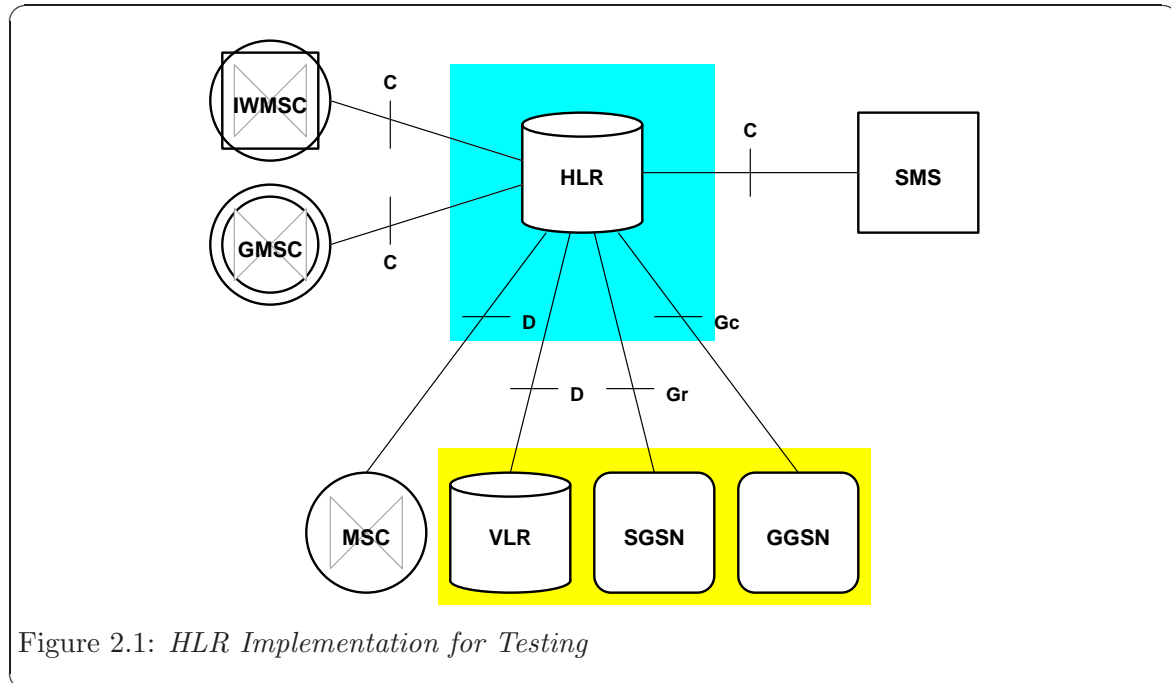 C
IWMSC
C
HLR
SMS
GMSC
C
D
Gc
D
Gr
MSC
VLR
SGSN
GGSN
Figure 2.1: HLR Implementation for Testing